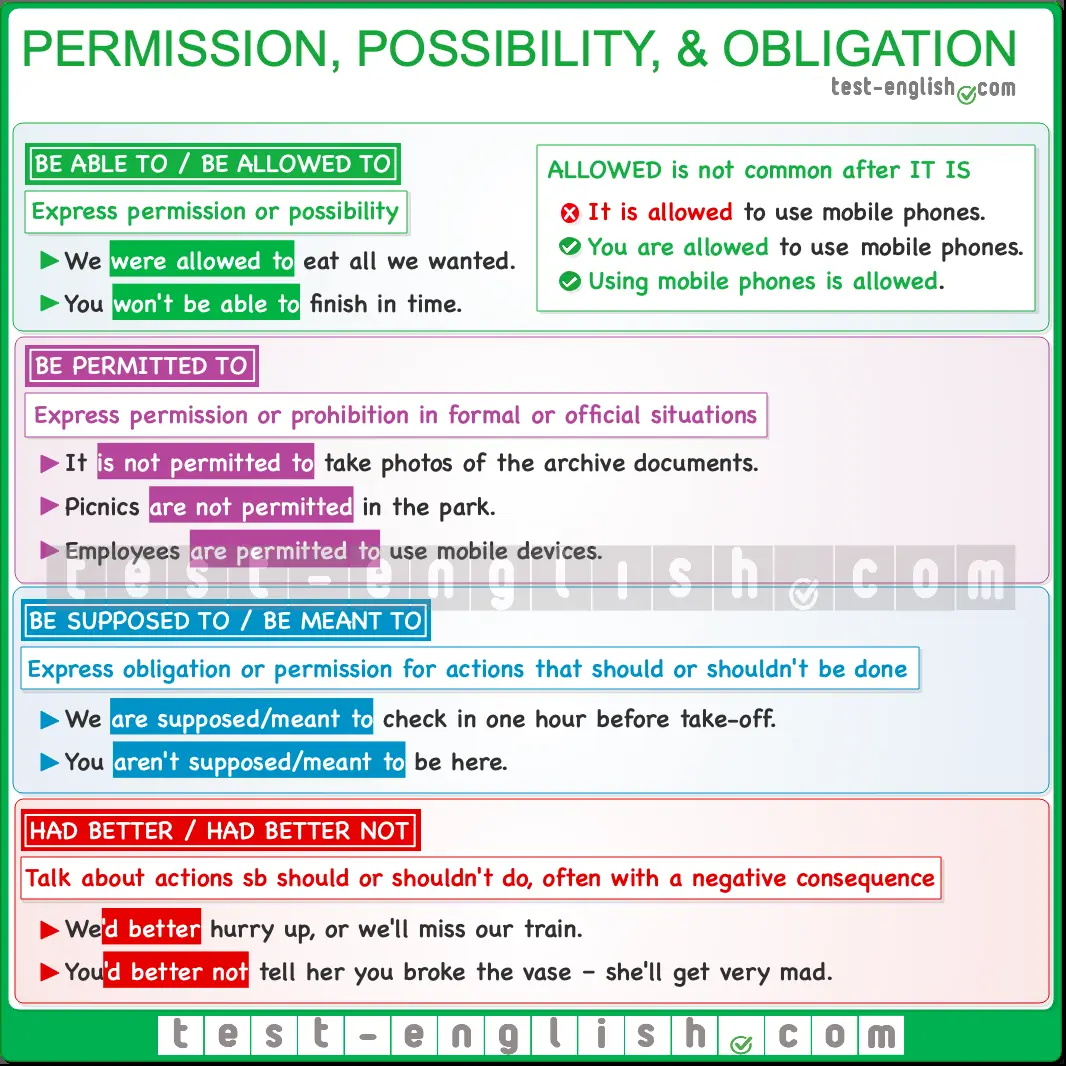 PERMISSION, POSSIBILITY, & OBLIGATION
test-english.com
BE ABLE TO / BE ALLOWED TO
Express permission or possibility
We were allowed to eat all we wanted.
You won't be able to finish in time.
ALLOWED is not common after IT IS
It is allowed to use mobile phones.
You are allowed to use mobile phones.
Using mobile phones is allowed.
BE PERMITTED TO
Express permission or prohibition in formal or official situations
It is not permitted to take photos of the archive documents.
Picnics are not permitted in the park.
Employees are permitted to use mobile devices.
test-english.com
BE SUPPOSED TO / BE MEANT TO
Express obligation or permission for actions that should or shouldn't be done
We are supposed/meant to check in one hour before take-off.
You aren't supposed/meant to be here.
HAD BETTER / HAD BETTER NOT
Talk about actions sb should or shouldn't do, often with a negative consequence
We'd better hurry up, or we'll miss our train.
You'd better not tell her you broke the vase – she'll get very mad.
test-english.com